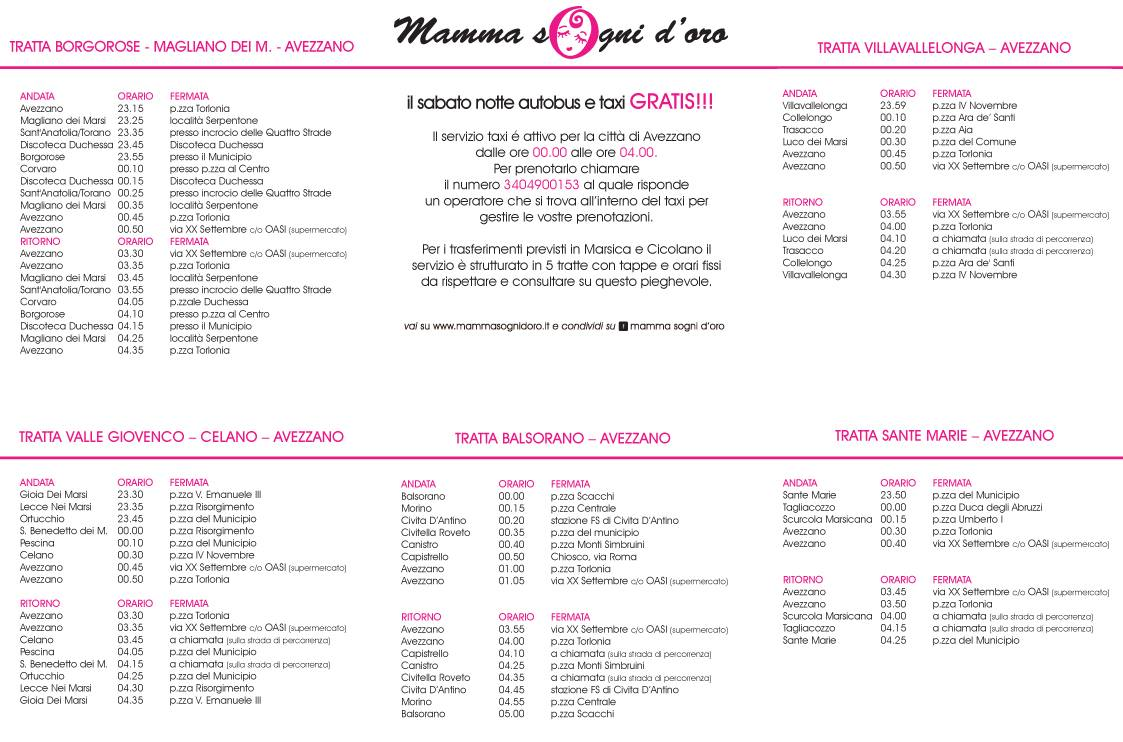 TRATTA BORGOROSE - MAGLIANO DEI M. - AVEZZANO
ANDATA ORARIO FERMATA
Avezzano 23.15 p.zza Torlonia
Magliano dei Marsi 23.25 località Serpentone
Sant'Anatolia/Torano 23.35 presso incrocio delle Quattro Strade
Discoteca Duchessa 23.45 Discoteca Duchessa
Borgorose 23.55 presso il Municipio
Corvaro 00.10 presso p.zza al Centro
Discoteca Duchessa 00.15 Discoteca Duchessa
Sant'Anatolia/Torano 00.25 presso incrocio delle Quattro Strade
Magliano dei Marsi 00.35 località Serpentone
Avezzano 00.45 p.zza Torlonia
Avezzano 00.50 via XX Settembre c/o OASI (supermercato)
RITORNO ORARIO FERMATA
Avezzano 03.30 via XX Settembre c/o OASI (supermercato)
Avezzano 03.35 p.zza Torlonia
Magliano dei Marsi 03.45 località Serpentone
Sant'Anatolia/Torano 03.55 presso incrocio delle Quattro Strade
Corvaro 04.05 p.zzale Duchessa
Borgorose 04.10 presso p.zza al Centro
Discoteca Duchessa 04.15 presso il Municipio
Magliano dei Marsi 04.25 località Serpentone
Avezzano 04.35 p.zza Torlonia
Mamma sOgni d'oro
il sabato notte autobus e taxi GRATIS!!!
Il servizio taxi é attivo per la città di Avezzano
dalle ore 00.00 alle ore 04.00.
Per prenotarlo chiamare
il numero 3404900153 al quale risponde
un operatore che si trova all'interno del taxi per
gestire le vostre prenotazioni.
Per i trasferimenti previsti in Marsica e Cicolano il
servizio è strutturato in 5 tratte con tappe e orari fissi
da rispettare e consultare su questo pieghevole.
vai su www.mammasognidoro.it e condividi su f mamma sogni d'oro
TRATTA VILLAVALLELONGA – AVEZZANO
ANDATA ORARIO FERMATA
Villavallelonga 23.59 p.zza IV Novembre
Collelongo 00.10 p.zza Ara de' Santi
Trasacco 00.20 p.zza Aia
Luco dei Marsi 00.30 p.zza del Comune
Avezzano 00.45 p.zza Torlonia
Avezzano 00.50 via XX Settembre c/o OASI (supermercato)
RITORNO ORARIO FERMATA
Avezzano 03.55 via XX Settembre c/o OASI (supermercato)
Avezzano 04.00 p.zza Torlonia
Luco dei Marsi 04.10 a chiamata (sulla strada di percorrenza)
Trasacco 04.20 a chiamata (sulla strada di percorrenza)
Collelongo 04.25 p.zza Ara de' Santi
Villavallelonga 04.30 p.zza IV Novembre
TRATTA VALLE GIOVENCO – CELANO – AVEZZANO
ANDATA ORARIO FERMATA
Gioia Dei Marsi 23.30 p.zza V. Emanuele III
Lecce Nei Marsi 23.35 p.zza Risorgimento
Ortucchio 23.45 p.zza del Municipio
S. Benedetto dei M. 00.00 p.zza Risorgimento
Pescina 00.10 p.zza del Municipio
Celano 00.30 p.zza IV Novembre
Avezzano 00.45 via XX Settembre c/o OASI (supermercato)
Avezzano 00.50 p.zza Torlonia
RITORNO ORARIO FERMATA
Avezzano 03.30 p.zza Torlonia
Avezzano 03.35 via XX Settembre c/o OASI (supermercato)
Celano 03.45 a chiamata (sulla strada di percorrenza)
Pescina 04.05 p.zza del Municipio
S. Benedetto dei M. 04.15 a chiamata (sulla strada di percorrenza)
Ortucchio 04.25 p.zza del Municipio
Lecce Nei Marsi 04.30 p.zza Risorgimento
Gioia Dei Marsi 04.35 p.zza V. Emanuele III
TRATTA BALSORANO – AVEZZANO
ANDATA ORARIO FERMATA
Balsorano 00.00 p.zza Scacchi
Morino 00.15 p.zza Centrale
Civita D'Antino 00.20 stazione FS di Civita D'Antino
Civitella Roveto 00.35 p.zza del municipio
Canistro 00.40 p.zza Monti Simbruini
Capistrello 00.50 Chiosco, via Roma
Avezzano 01.00 p.zza Torlonia
Avezzano 01.05 via XX Settembre c/o OASI (supermercato)
RITORNO ORARIO FERMATA
Avezzano 03.55 via XX Settembre c/o OASI (supermercato)
Avezzano 04.00 p.zza Torlonia
Capistrello 04.10 a chiamata (sulla strada di percorrenza)
Canistro 04.25 p.zza Monti Simbruini
Civitella Roveto 04.35 a chiamata (sulla strada di percorrenza)
Civita D'Antino 04.45 stazione FS di Civita D'Antino
Morino 04.55 p.zza Centrale
Balsorano 05.00 p.zza Scacchi
TRATTA SANTE MARIE – AVEZZANO
ANDATA ORARIO FERMATA
Sante Marie 23.50 p.zza del Municipio
Tagliacozzo 00.00 p.zza Duca degli Abruzzi
Scurcola Marsicana 00.15 p.zza Umberto I
Avezzano 00.30 p.zza Torlonia
Avezzano 00.40 via XX Settembre c/o OASI (supermercato)
RITORNO ORARIO FERMATA
Avezzano 03.45 via XX Settembre c/o OASI (supermercato)
Avezzano 03.50 p.zza Torlonia
Scurcola Marsicana 04.00 a chiamata (sulla strada di percorrenza)
Tagliacozzo 04.15 a chiamata (sulla strada di percorrenza)
Sante Marie 04.25 p.zza del Municipio